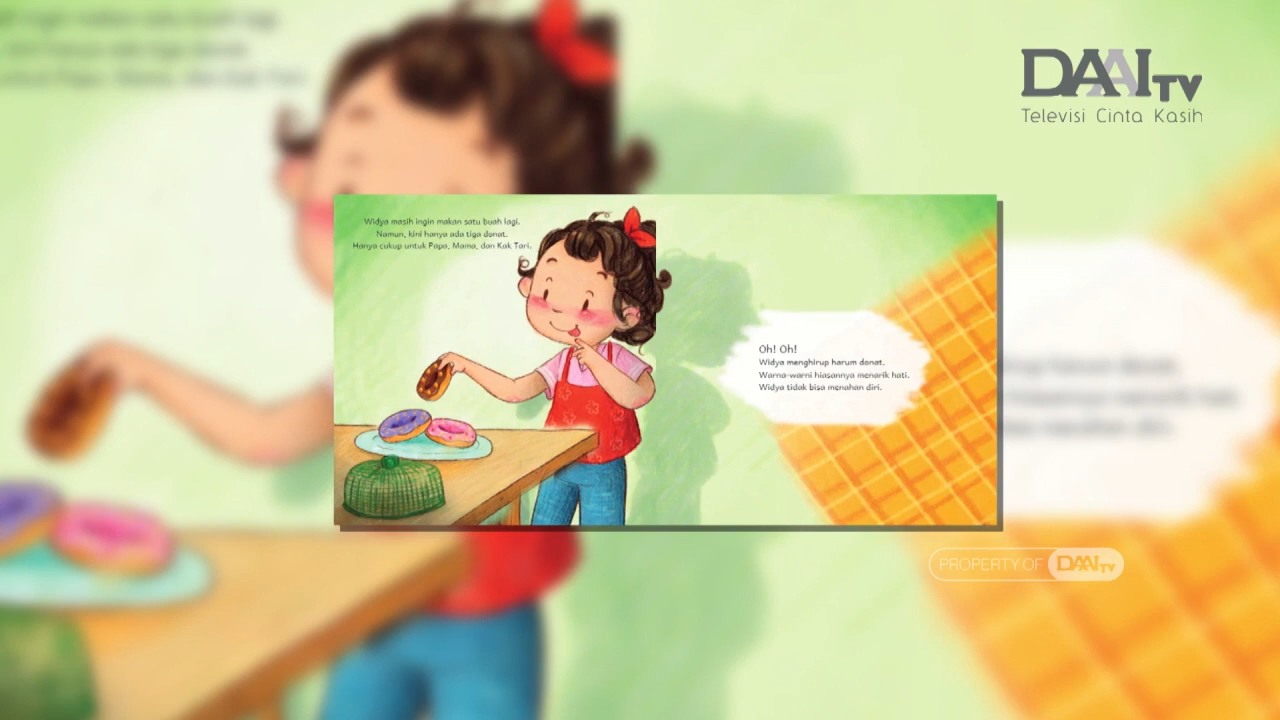 DAAI TV
Televisi Cinta Kasih
Widya masih ingin makan satu buah lagi.
Namun, kini hanya ada tiga donat.
Hanya cukup untuk Papa, Mama, dan Kak Tari.
Oh! Oh!
Widya menghirup harum donat.
Warna-warni hiasannya menarik hati.
Widya tidak bisa menahan diri.
PROPERTY OF DAAI TV